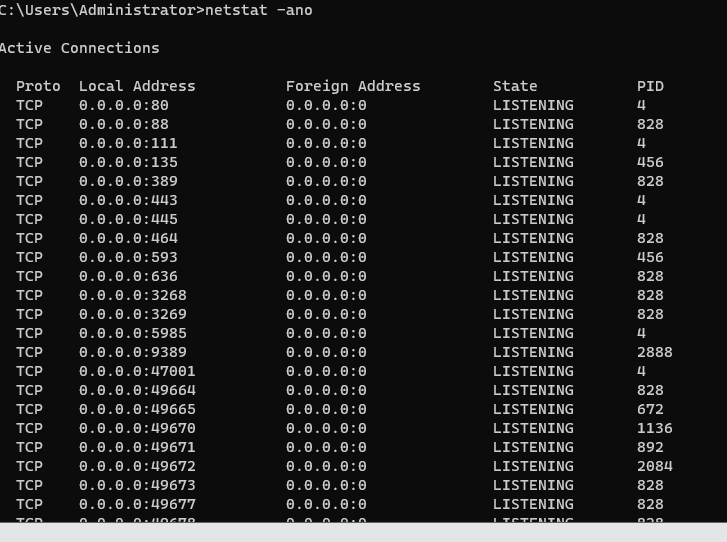 C:\Users\Administrator>netstat -ano
Active Connections
Proto Local Address Foreign Address State PID
TCP 0.0.0.0:80 0.0.0.0:0 LISTENING 4
TCP 0.0.0.0:88 0.0.0.0:0 LISTENING 828
TCP 0.0.0.0:111 0.0.0.0:0 LISTENING 4
TCP 0.0.0.0:135 0.0.0.0:0 LISTENING 456
TCP 0.0.0.0:389 0.0.0.0:0 LISTENING 828
TCP 0.0.0.0:443 0.0.0.0:0 LISTENING 4
TCP 0.0.0.0:445 0.0.0.0:0 LISTENING 4
TCP 0.0.0.0:464 0.0.0.0:0 LISTENING 828
TCP 0.0.0.0:593 0.0.0.0:0 LISTENING 456
TCP 0.0.0.0:636 0.0.0.0:0 LISTENING 828
TCP 0.0.0.0:3268 0.0.0.0:0 LISTENING 828
TCP 0.0.0.0:3269 0.0.0.0:0 LISTENING 828
TCP 0.0.0.0:5985 0.0.0.0:0 LISTENING 4
TCP 0.0.0.0:9389 0.0.0.0:0 LISTENING 2888
TCP 0.0.0.0:47001 0.0.0.0:0 LISTENING 4
TCP 0.0.0.0:49664 0.0.0.0:0 LISTENING 828
TCP 0.0.0.0:49665 0.0.0.0:0 LISTENING 672
TCP 0.0.0.0:49670 0.0.0.0:0 LISTENING 1136
TCP 0.0.0.0:49671 0.0.0.0:0 LISTENING 892
TCP 0.0.0.0:49672 0.0.0.0:0 LISTENING 2084
TCP 0.0.0.0:49673 0.0.0.0:0 LISTENING 828
TCP 0.0.0.0:49677 0.0.0.0:0 LISTENING 828